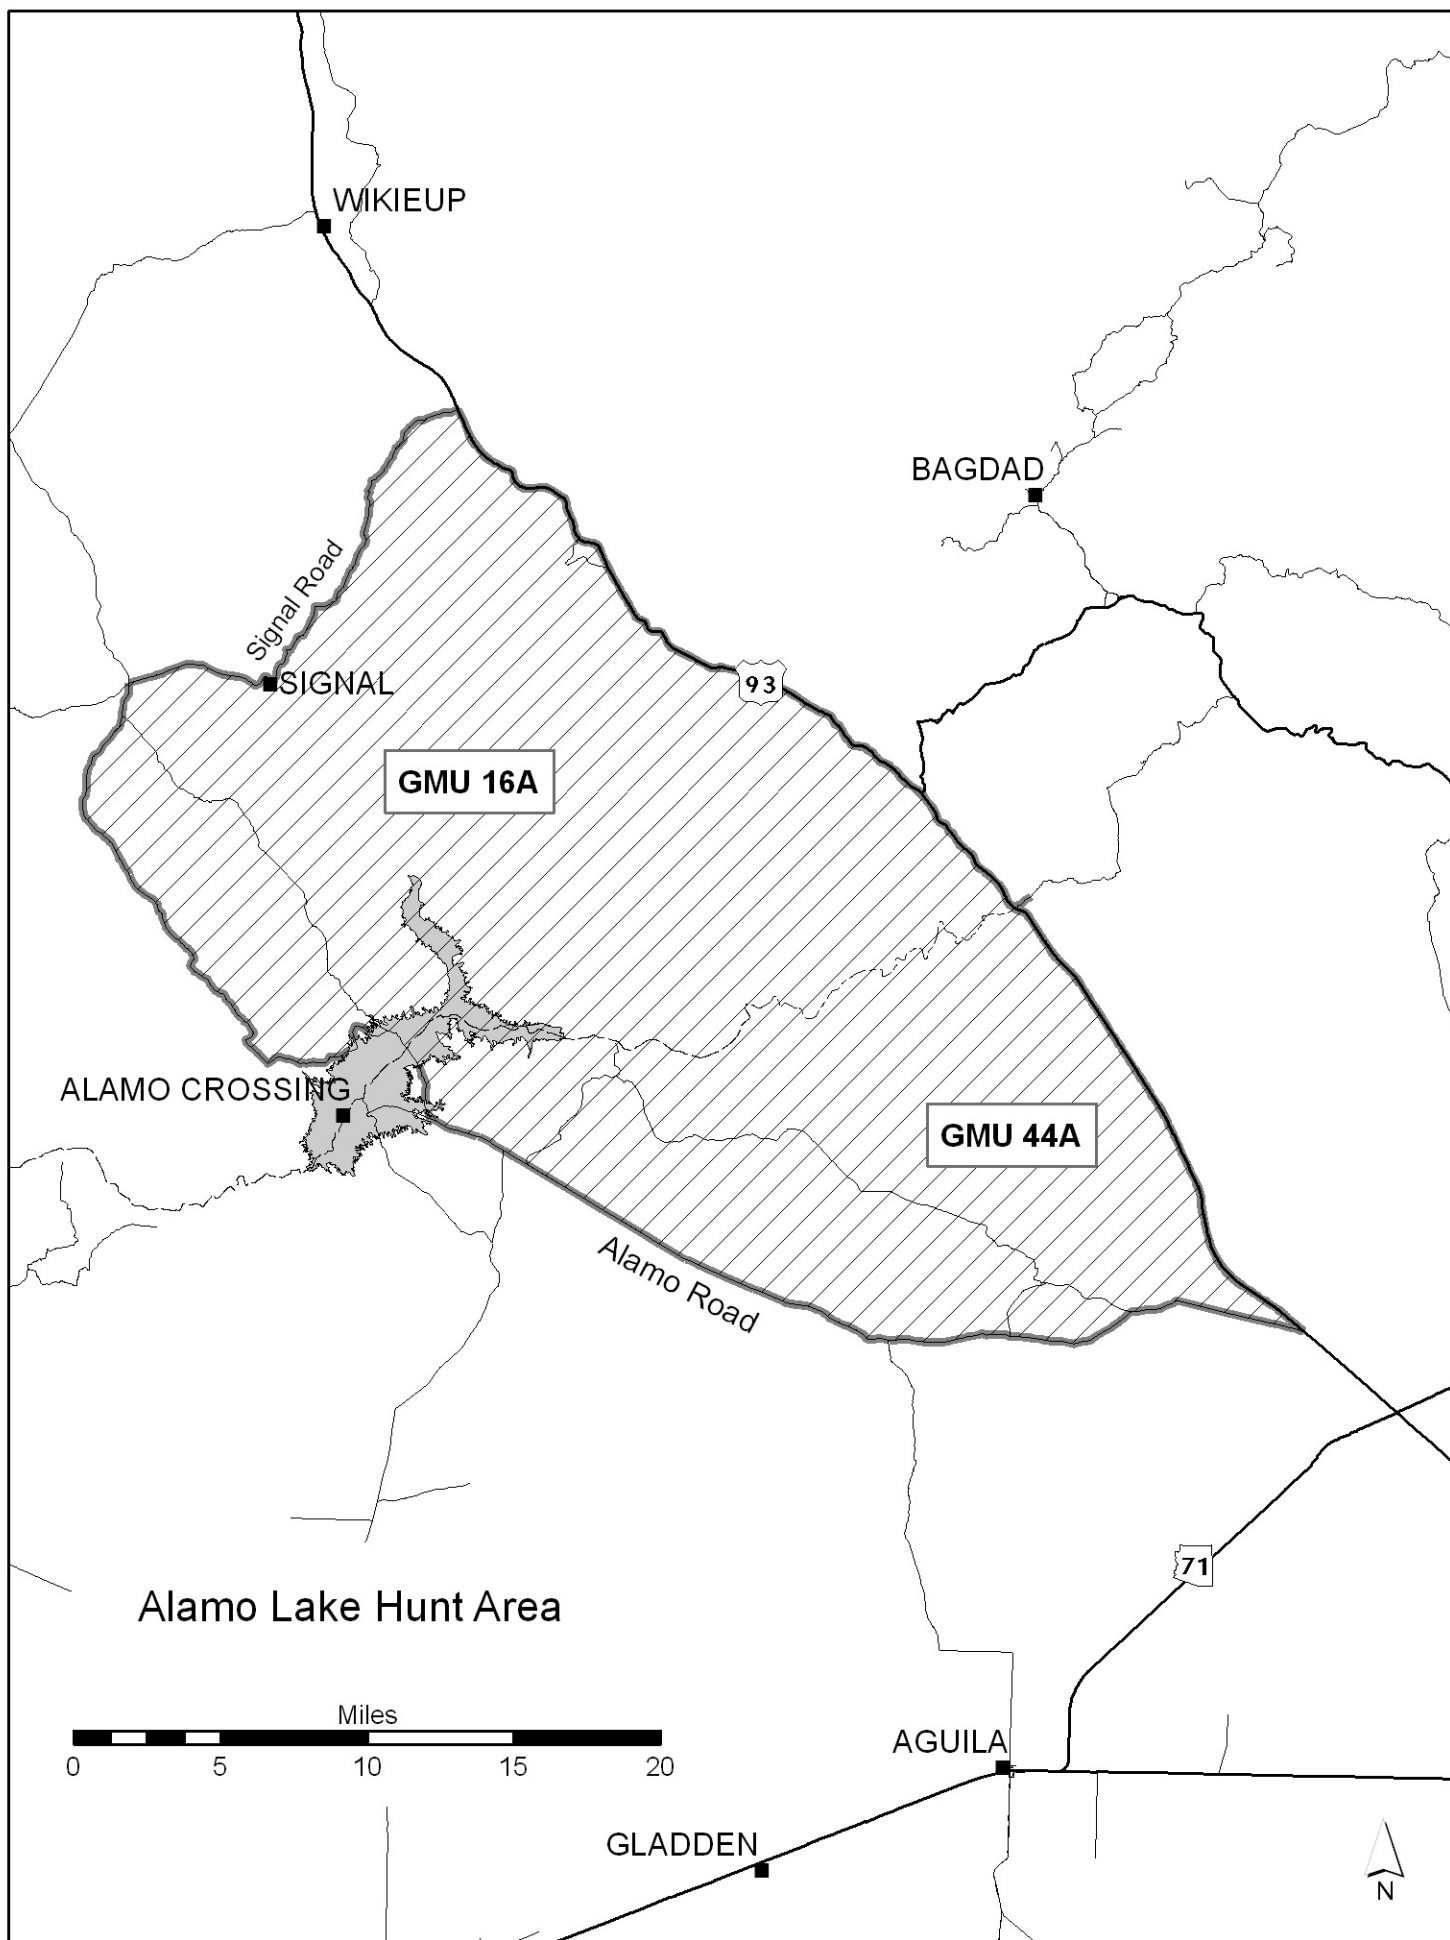 WIKIEUP
BAGDAD
Signal Road
SIGNAL
93
GMU 16A
ALAMO CROSSING
GMU 44A
Alamo Road
71
Alamo Lake Hunt Area
Miles
0 5 10 15 20
AGUILA
GLADDEN
N